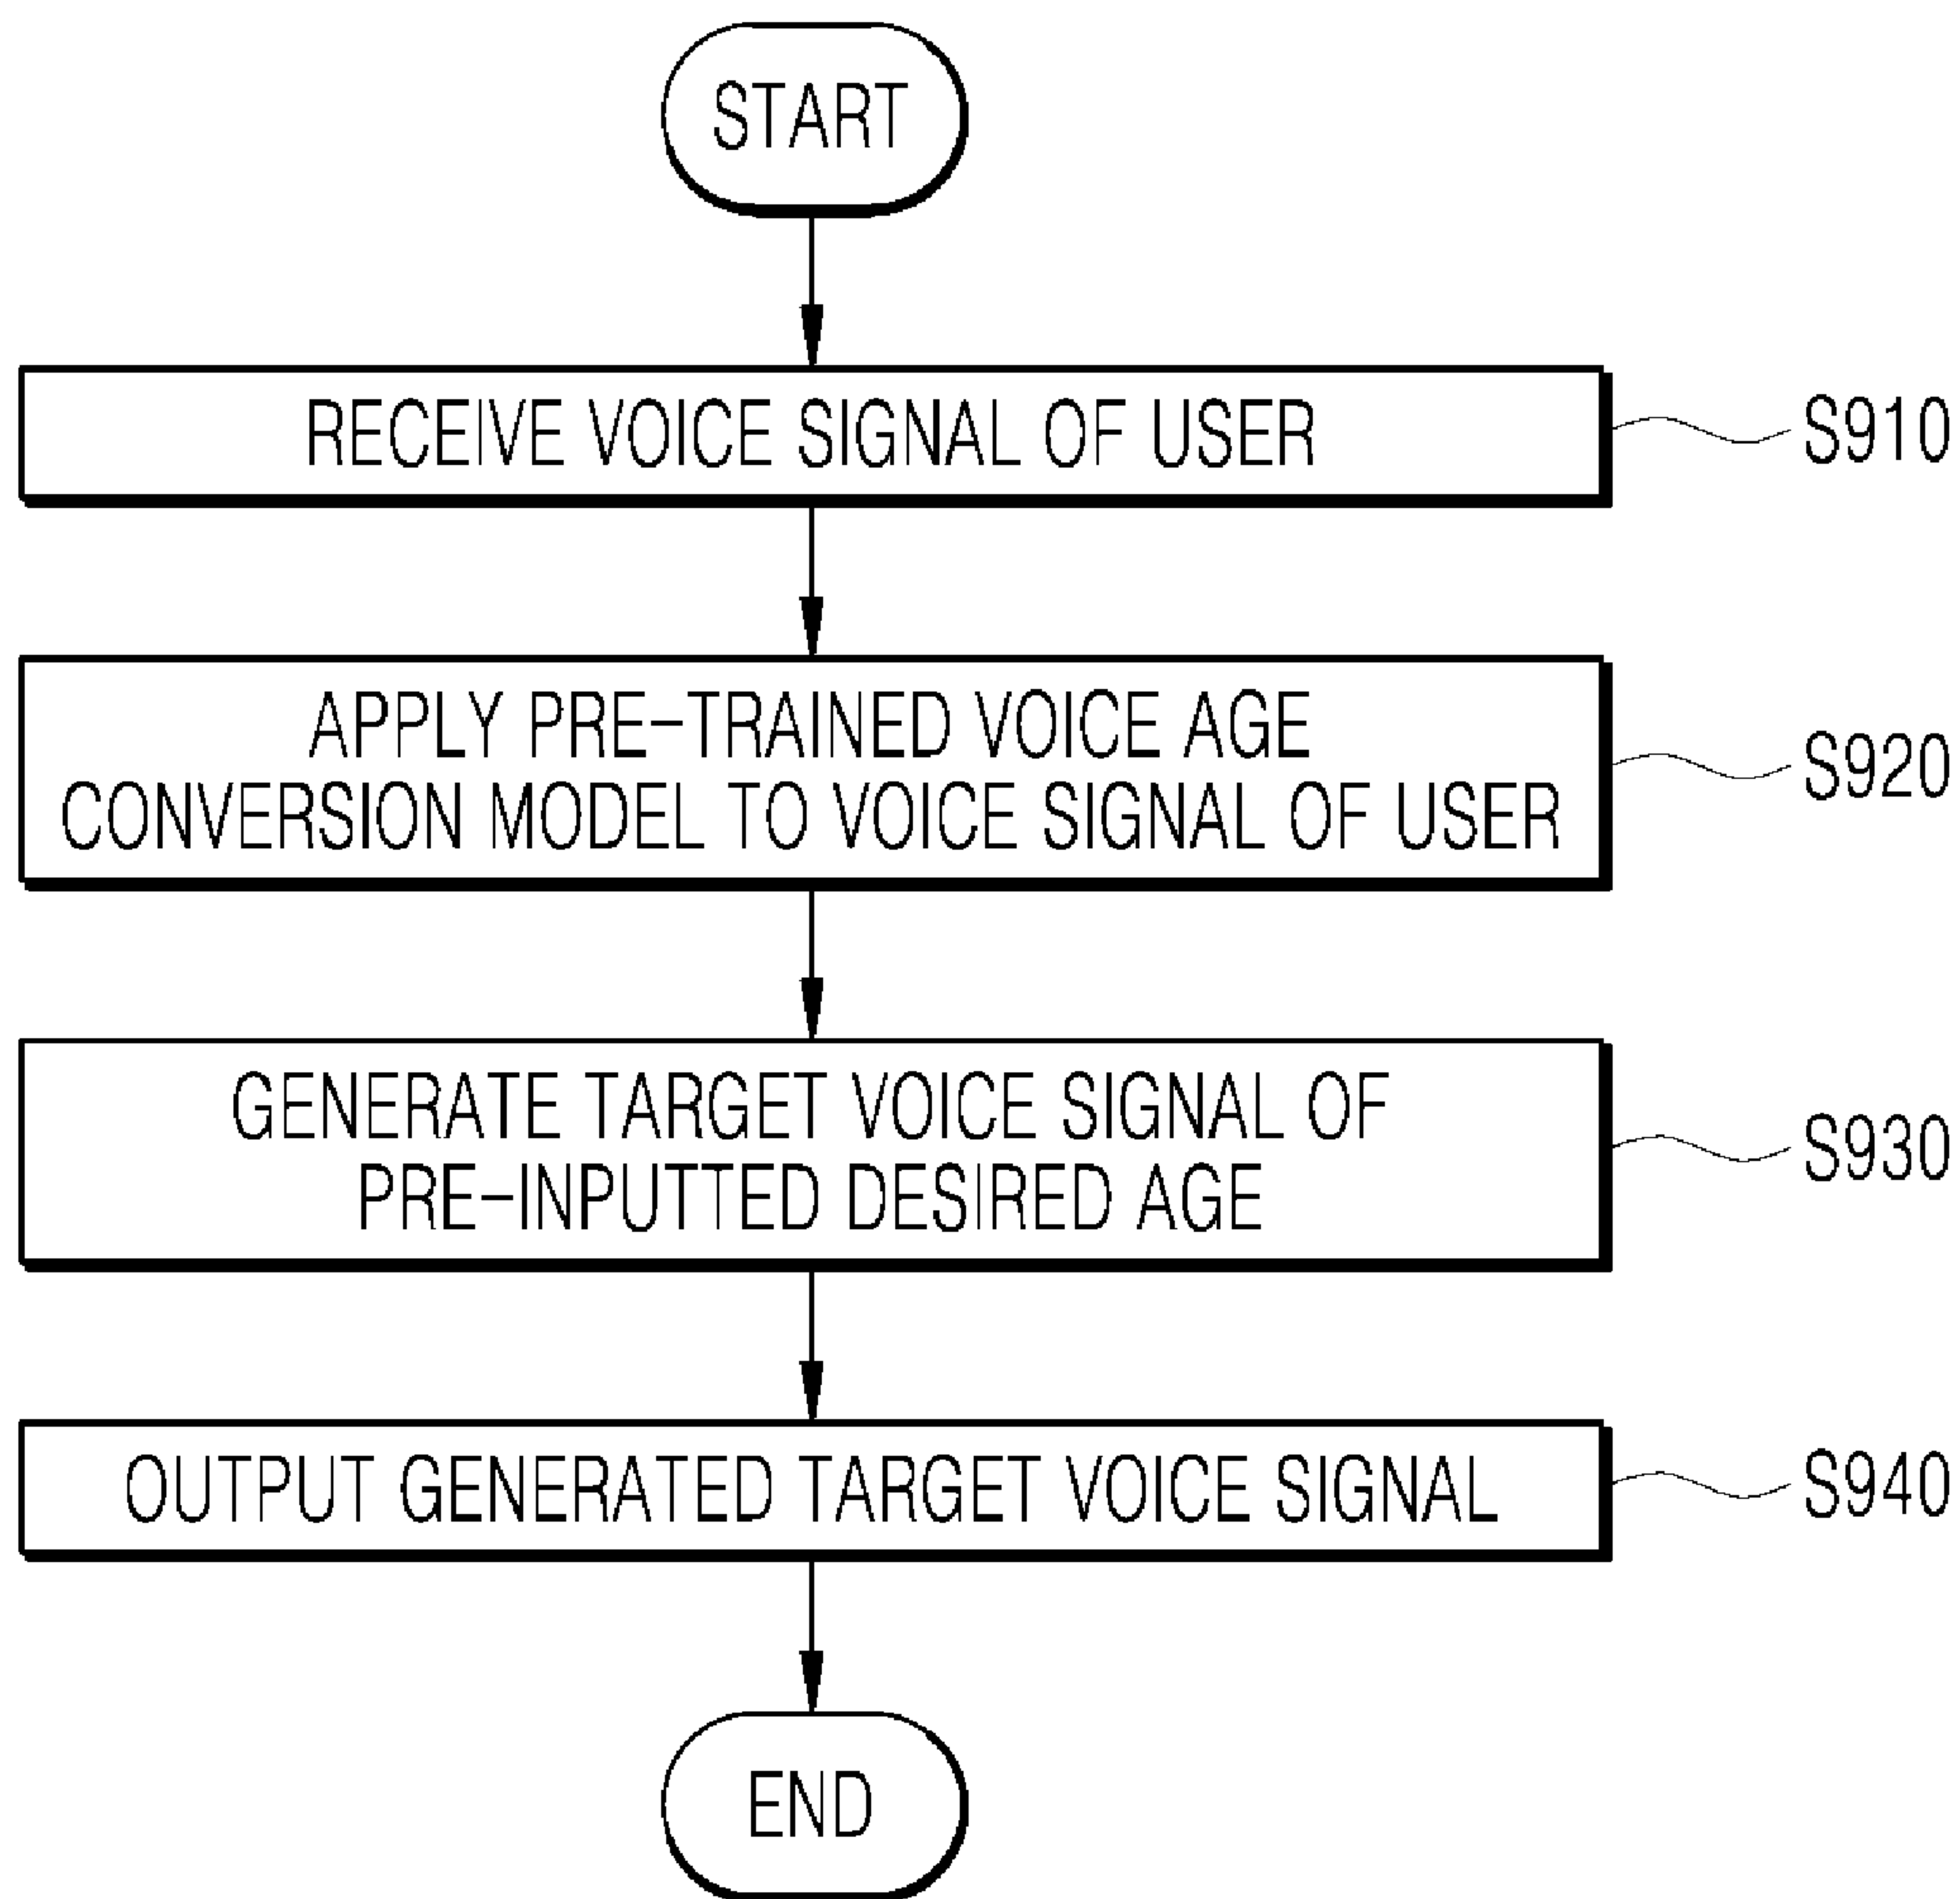 START
RECEIVE VOICE SIGNAL OF USER
S910
APPLY PRE-TRAINED VOICE AGE
CONVERSION MODEL TO VOICE SIGNAL OF USER
S920
GENERATE TARGET VOICE SIGNAL OF
PRE-INPUTTED DESIRED AGE
S930
OUTPUT GENERATED TARGET VOICE SIGNAL
S940
END